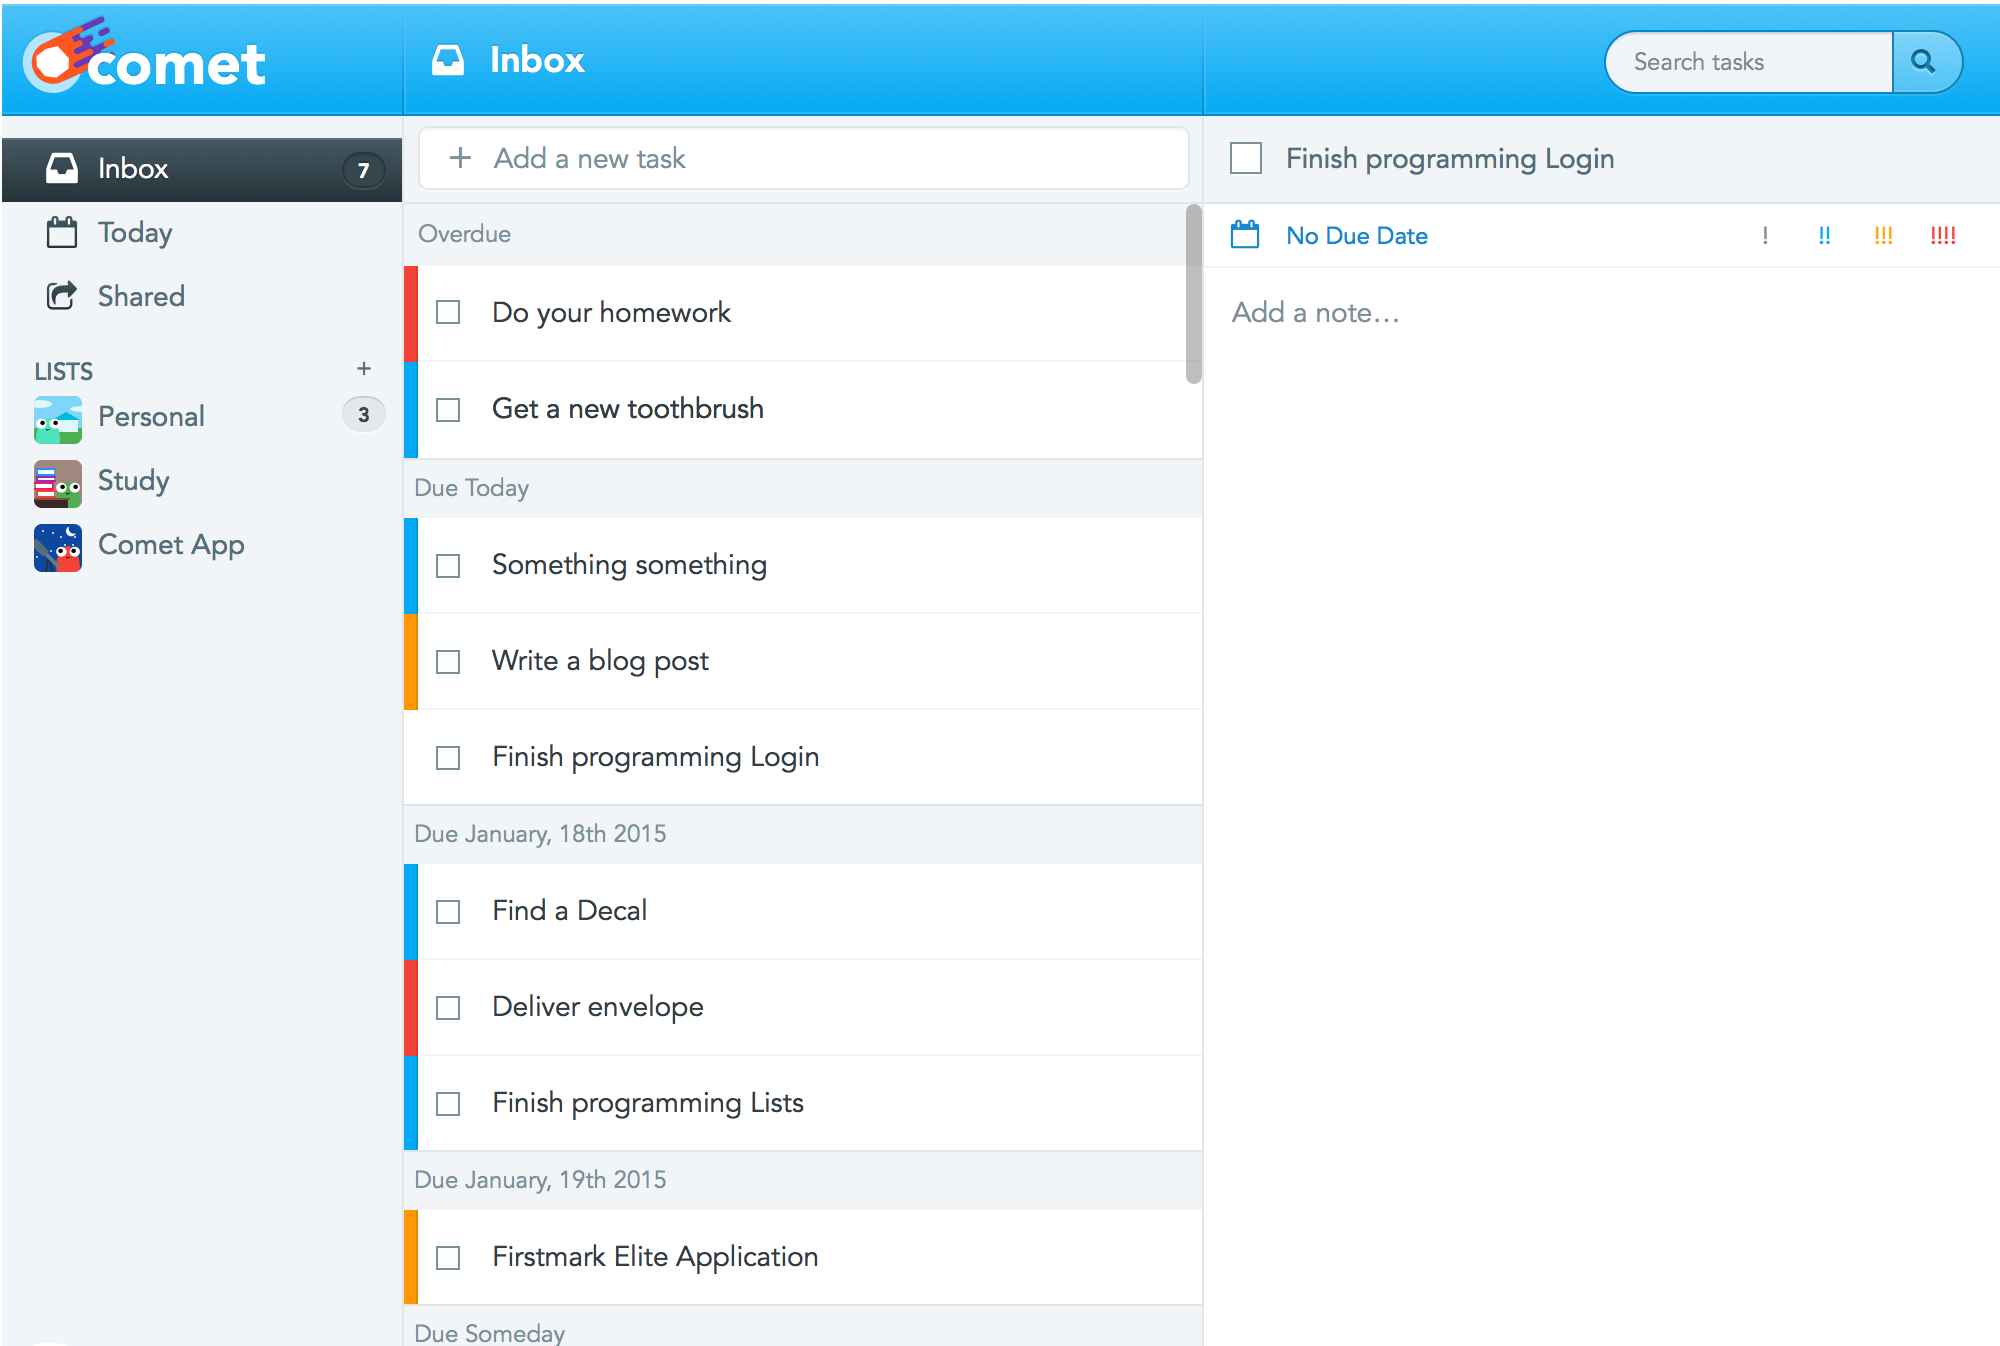 comet
Inbox
Search tasks
Inbox 7
Today
Shared
LISTS +
Personal 3
Study
Comet App
+ Add a new task
Overdue
Do your homework
Get a new toothbrush
Due Today
Something something
Write a blog post
Finish programming Login
Due January, 18th 2015
Find a Decal
Deliver envelope
Finish programming Lists
Due January, 19th 2015
Firstmark Elite Application
Due Someday
Finish programming Login
No Due Date ! !! !!! !!!!
Add a note…